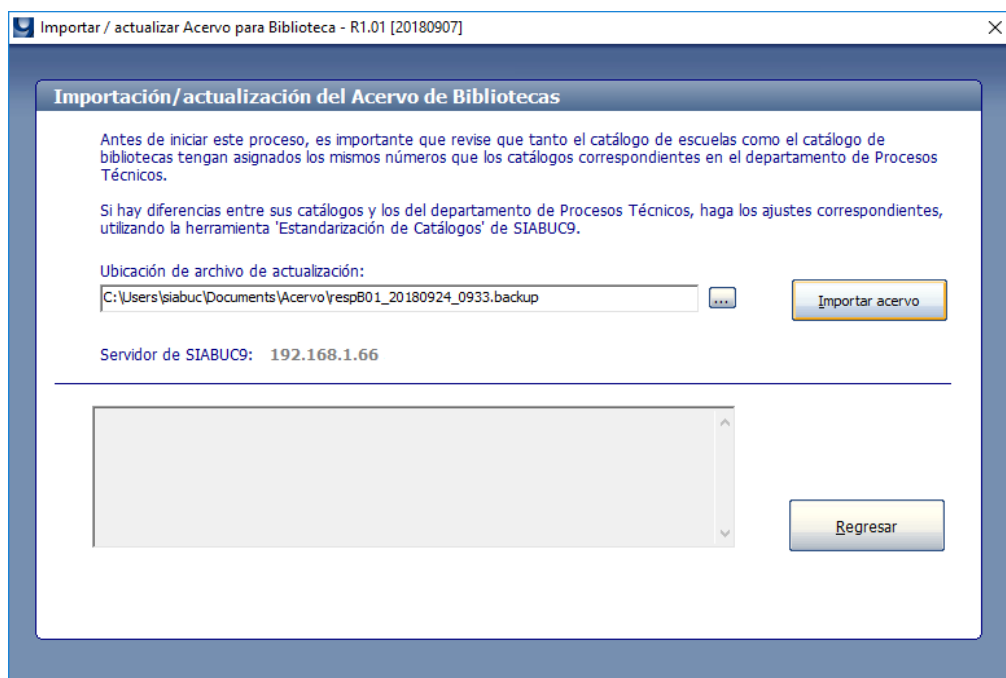 Importar / actualizar Acervo para Biblioteca - R1.01 [20180907]
Importación/actualización del Acervo de Bibliotecas
Antes de iniciar este proceso, es importante que revise que tanto el catálogo de escuelas como el catálogo de
bibliotecas tengan asignados los mismos números que los catálogos correspondientes en el departamento de Procesos
Técnicos.
Si hay diferencias entre sus catálogos y los del departamento de Procesos Técnicos, haga los ajustes correspondientes,
utilizando la herramienta 'Estandarización de Catálogos' de SIABUC9.
Ubicación de archivo de actualización:
C:\Users\siabuc\Documents\Acervo\respB01_20180924_0933.backup
...
Importar acervo
Servidor de SIABUC9: 192.168.1.66
Regresar